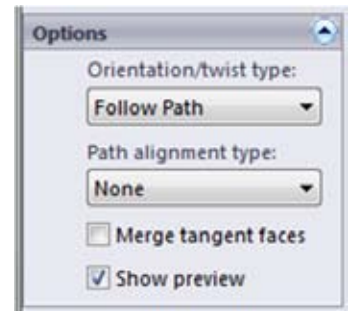 Options
Orientation/twist type:
Follow Path
Path alignment type:
None
Merge tangent faces
Show preview